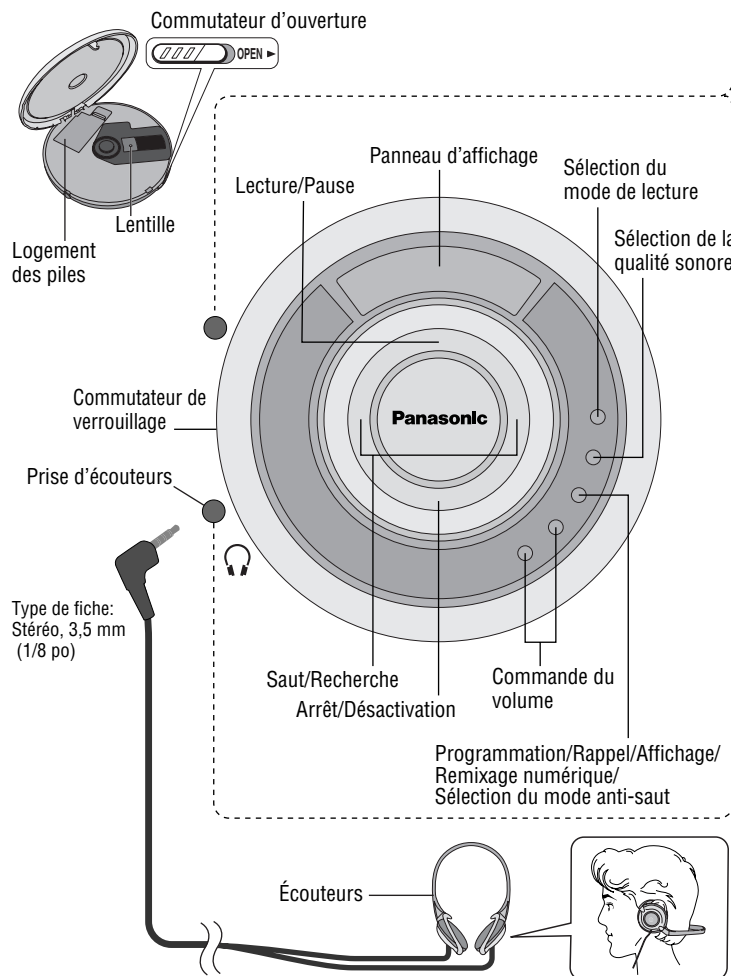 Commutateur d'ouverture
OPEN
Panneau d'affichage
Lecture/Pause
Sélection du
mode de lecture
Lentille
Logement
des piles
Sélection de la
qualité sonore
Commutateur de
verrouillage
Panasonic
Prise d'écouteurs
Type de fiche:
Stéréo, 3,5 mm
(1/8 po)
Saut/Recherche
Arrêt/Désactivation
Commande du
volume
Programmation/Rappel/Affichage/
Remixage numérique/
Sélection du mode anti-saut
Écouteurs